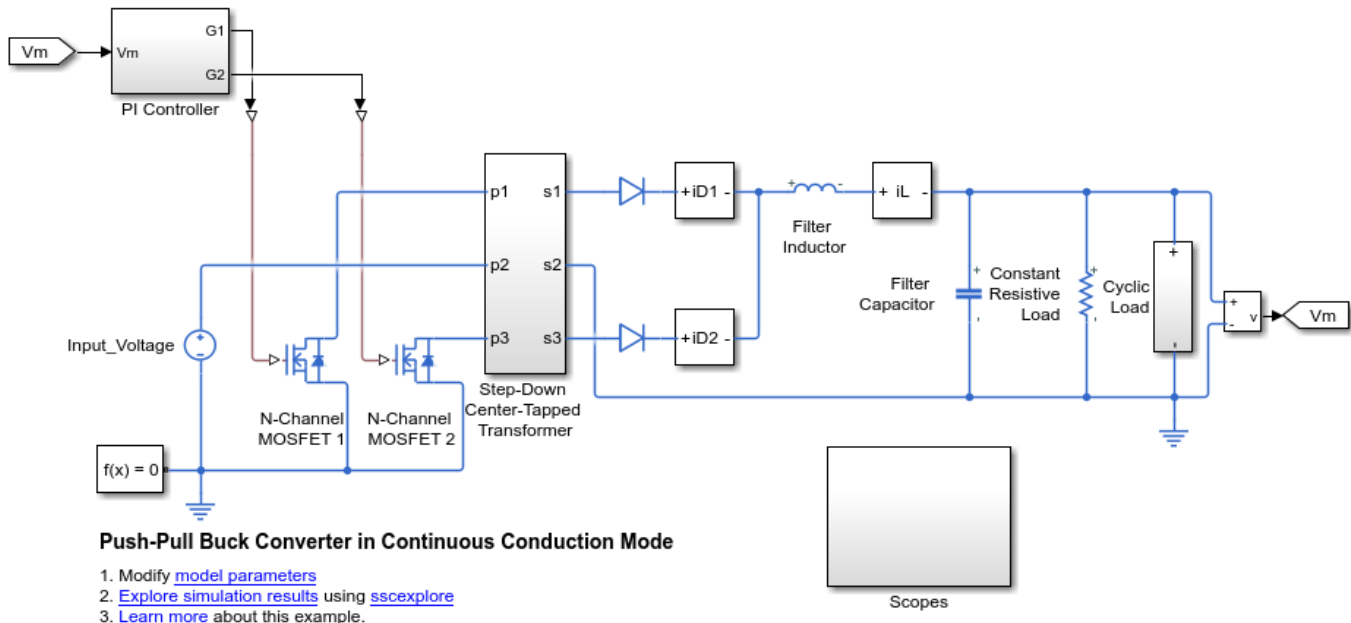 G1
Vm
Vm
G2
PI Controller
p1
s1
+iD1 -
+ -
+ iL -
Filter
Inductor
p2
s2
Filter
Capacitor
+
-
Constant
Resistive
Load
+
-
Cyclic
Load
+
-
+
-
v
Vm
Input_Voltage
+
-
p3
s3
+iD2 -
N-Channel
MOSFET 1
N-Channel
MOSFET 2
Step-Down
Center-Tapped
Transformer
f(x) = 0
Push-Pull Buck Converter in Continuous Conduction Mode
1. Modify model parameters
2. Explore simulation results using sscexplore
3. Learn more about this example.
Scopes